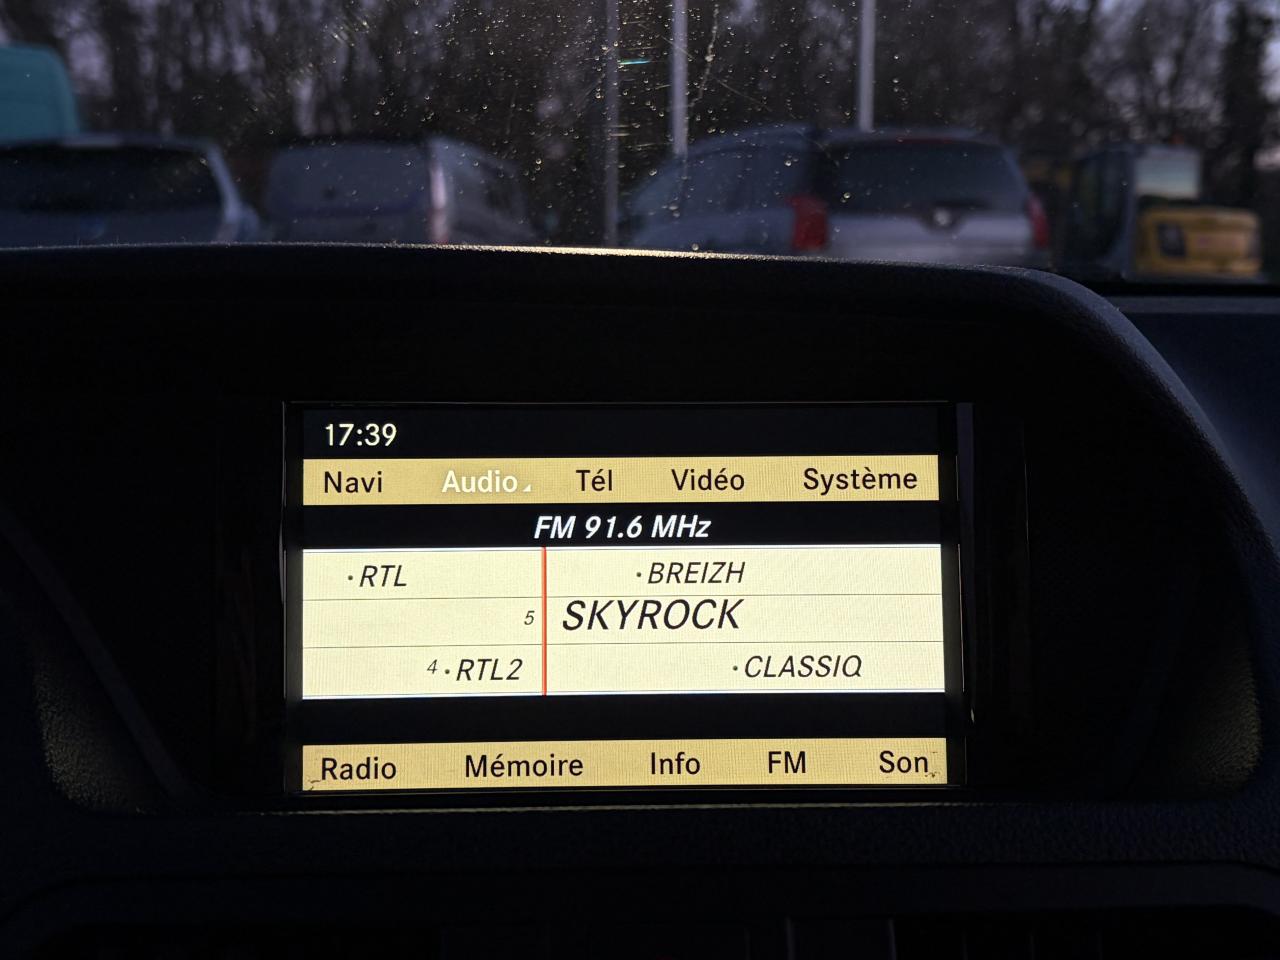 17:39
Navi Audio Tél Vidéo Système
FM 91.6 MHz
·RTL ·BREIZH
5 SKYROCK
4·RTL2 ·CLASSIQ
Radio Mémoire Info FM Son